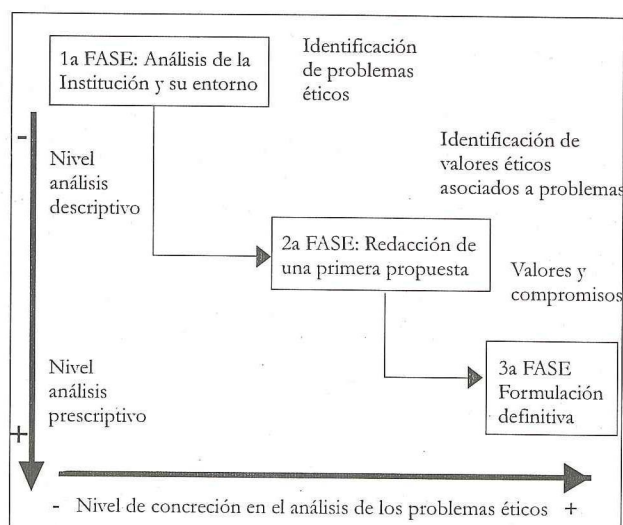 1a FASE: Análisis de la
Institución y su entorno
Identificación
de problemas
éticos
-
Nivel
análisis
descriptivo
Identificación de
valores éticos
asociados a problemas
2a FASE: Redacción de
una primera propuesta
Valores y
compromisos
Nivel
análisis
prescriptivo
+
3a FASE
Formulación
definitiva
- Nivel de concreción en el análisis de los problemas éticos +